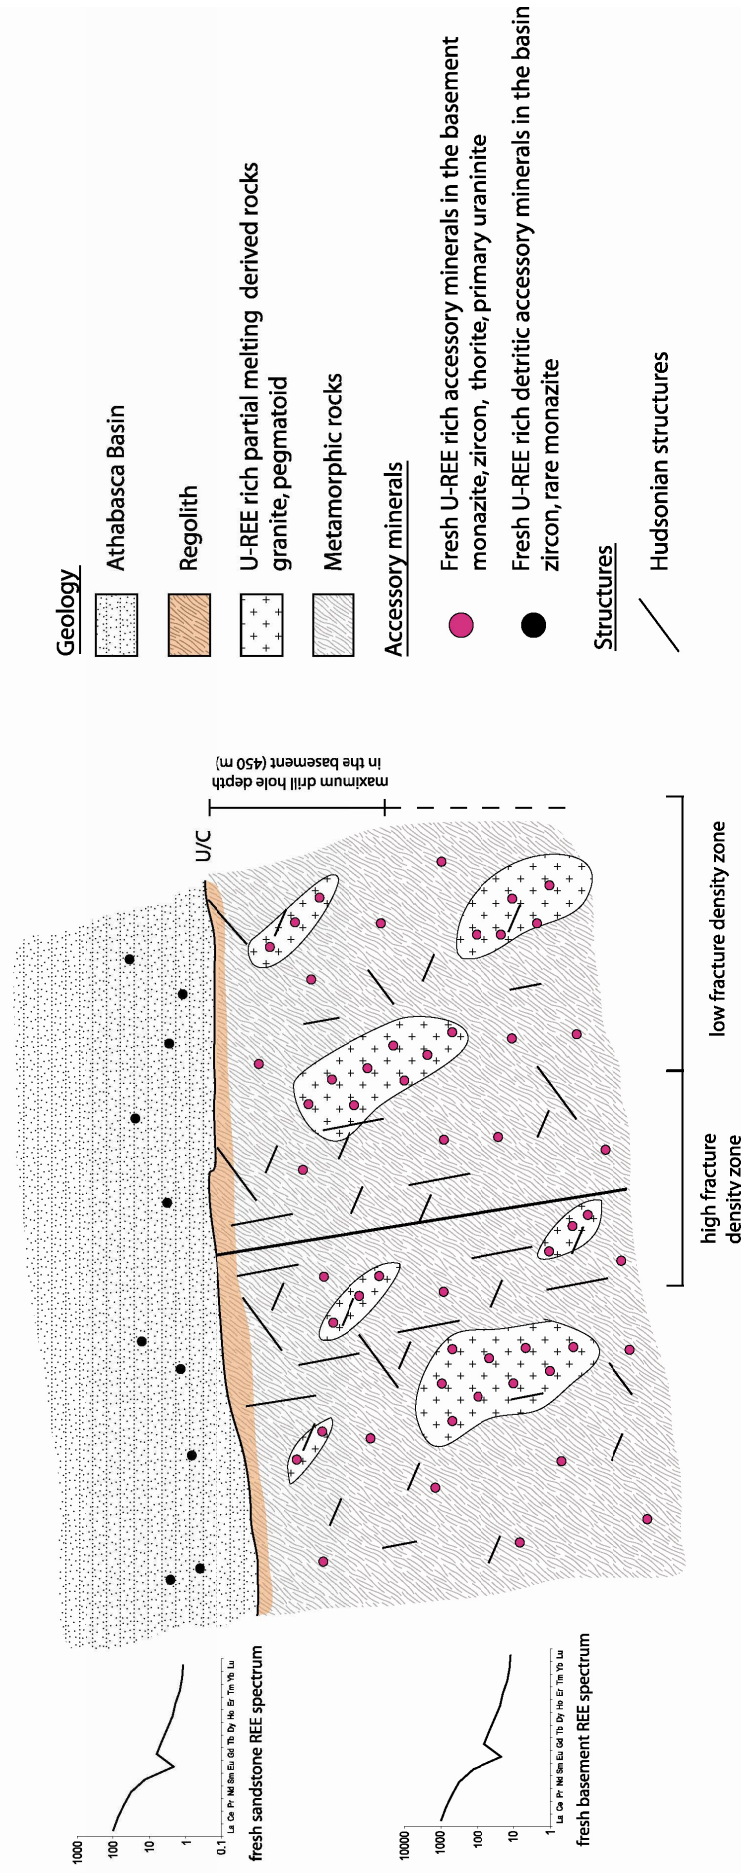 1000
100
10
1
0.1
La Ce Pr Nd Sm Eu Gd Tb Dy Ho Er Tm Yb Lu
fresh sandstone REE spectrum
10000
1000
100
10
1
La Ce Pr Nd Sm Eu Gd Tb Dy Ho Er Tm Yb Lu
fresh basement REE spectrum
U/C
maximum drill hole depth
in the basement (450 m)
high fracture
density zone
low fracture density zone
Geology
Athabasca Basin
Regolith
U-REE rich partial melting derived rocks
granite, pegmatoid
Metamorphic rocks
Accessory minerals
Fresh U-REE rich accessory minerals in the basement
monazite, zircon, thorite, primary uraninite
Fresh U-REE rich detritic accessory minerals in the basin
zircon, rare monazite
Structures
Hudsonian structures